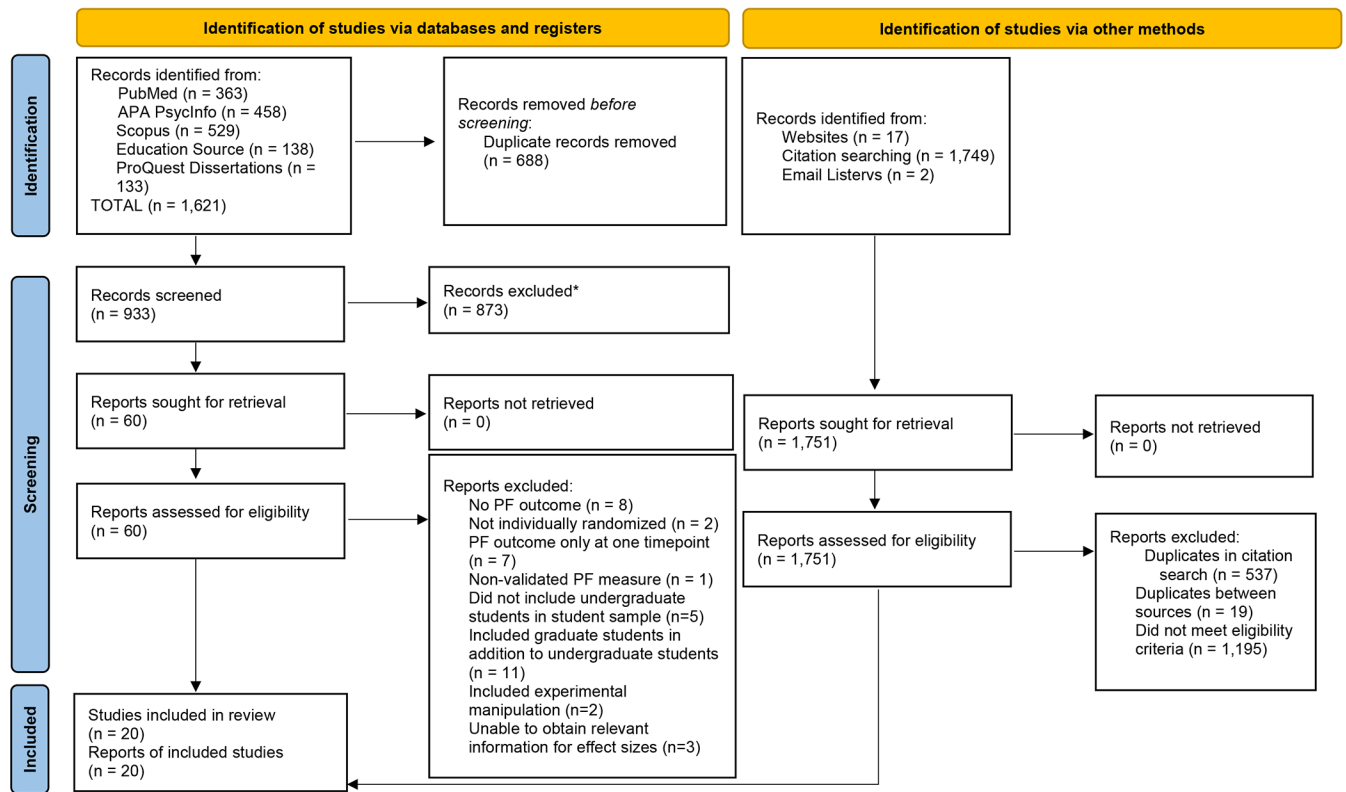 Identification of studies via databases and registers
Identification of studies via other methods
Identification
Records identified from:
PubMed (n = 363)
APA PsycInfo (n = 458)
Scopus = 529)
Education Source (n = 138)
ProQuest Dissertations (n =
133)
TOTAL (n = 1,621)
Records removed before
screening:
Duplicate records removed
(n = 688)
Records identified from:
Websites (n = 17)
Citation searching (n = 1,749)
Email Listervs (n = 2)
Screening
Records screened
(n = 933)
Records excluded*
(n = 873)
Reports sought for retrieval
(n = 60)
Reports not retrieved
(n = 0)
Reports sought for retrieval
(n = 1,751)
Reports not retrieved
(n = 0)
Reports assessed for eligibility
(n = 60)
Reports excluded:
No PF outcome (n = 8)
Not individually randomized (n = 2)
PF outcome only at one timepoint
(n = 7)
Non-validated PF measure (n = 1)
Did not include undergraduate
students in student sample (n=5)
Included graduate students in
addition to undergraduate students
(n = 11)
Included experimental
manipulation (n=2)
Unable to obtain relevant
information for effect sizes (n=3)
Reports assessed for eligibility
(n = 1,751)
Reports excluded:
Duplicates in citation
search (n = 537)
Duplicates between
sources (n = 19)
Did not meet eligibility
criteria (n = 1,195)
Included
Studies included in review
(n = 20)
Reports of included studies
(n = 20)